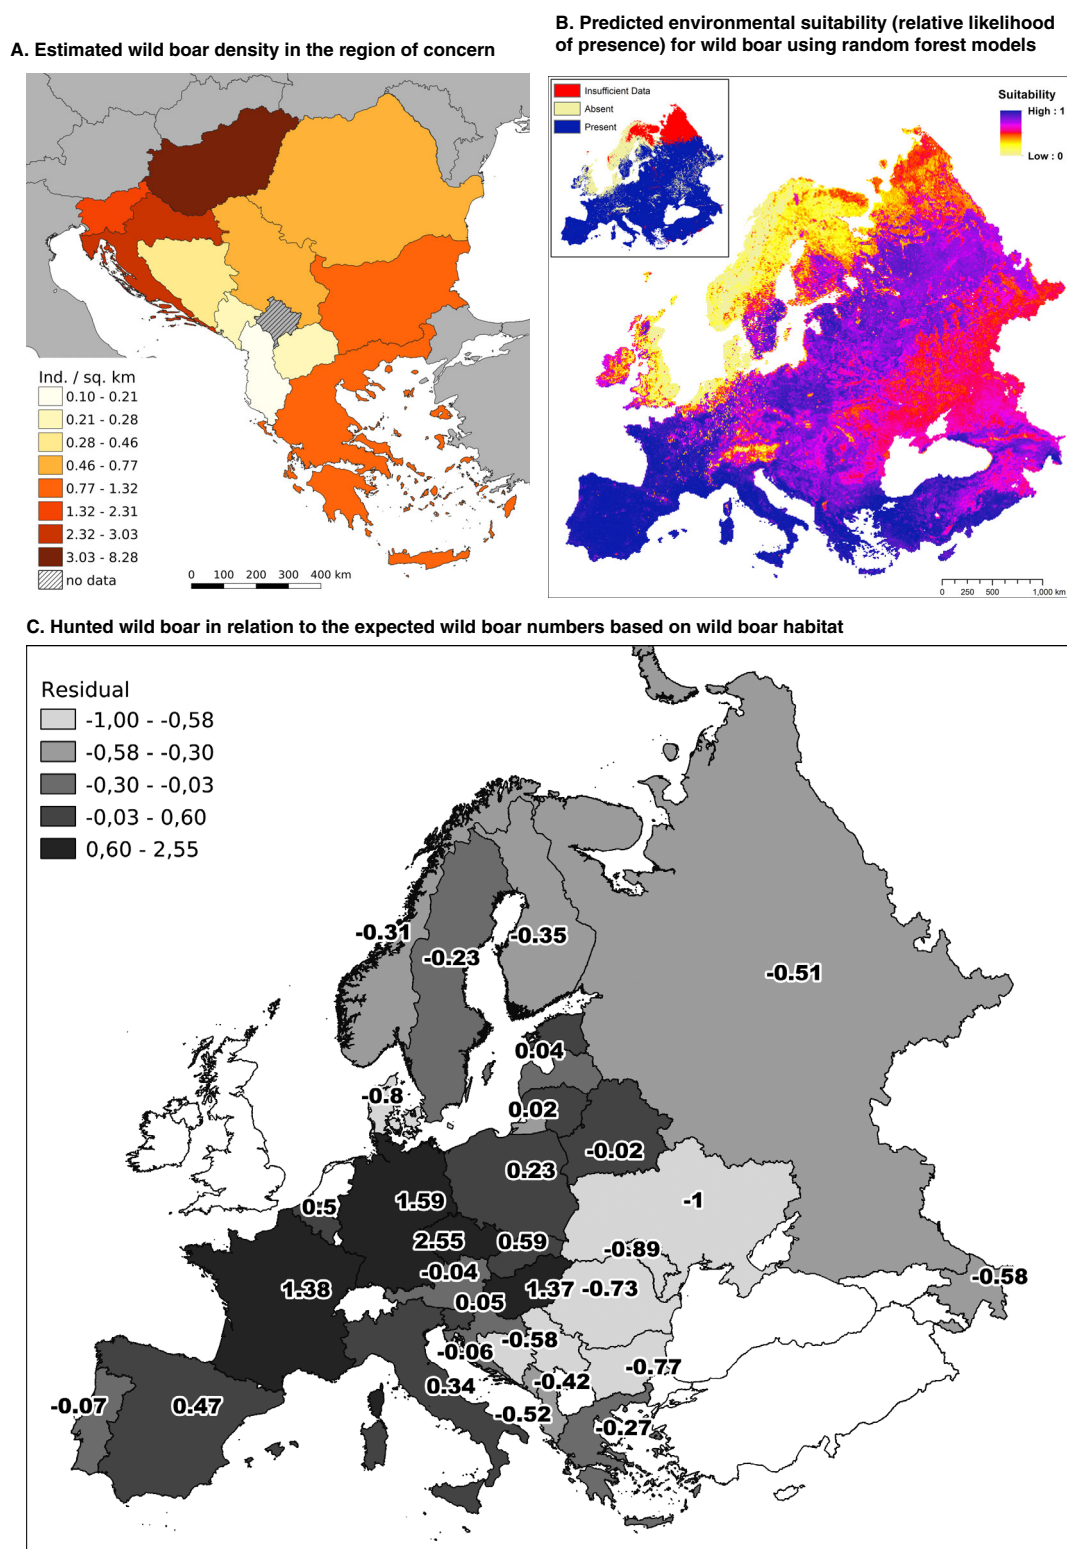 A. Estimated wild boar density in the region of concern
B. Predicted environmental suitability (relative likelihood
of presence) for wild boar using random forest models
Ind. / sq. km
0.10 - 0.21
0.21 - 0.28
0.28 - 0.46
0.46 - 0.77
0.77 - 1.32
1.32 - 2.31
2.32 - 3.03
3.03 - 8.28
no data
0 100 200 300 400 km
Insufficient Data
Absent
Present
Suitability
High : 1
Low : 0
0 250 500 1,000 km
C. Hunted wild boar in relation to the expected wild boar numbers based on wild boar habitat
Residual
-1,00 - -0,58
-0,58 - -0,30
-0,30 - -0,03
-0,03 - 0,60
0,60 - 2,55
-0.31
-0.23
-0.35
-0.51
0.04
-0.8
0.02
-0.02
0.23
0.5
1.59
-1
2.55
0.59
-0.89
-0.04
1.38
0.05
1.37
-0.73
-0.58
-0.58
-0.06
-0.77
-0.42
0.34
-0.07
0.47
-0.52
-0.27